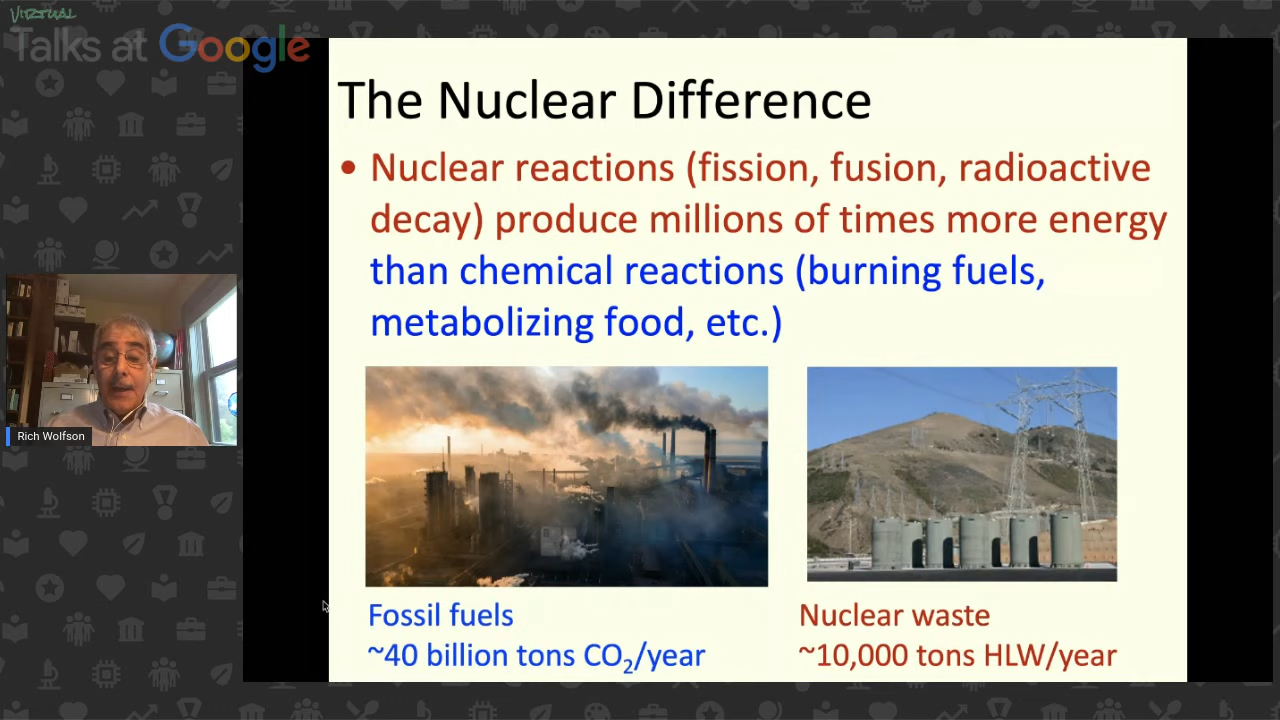 VIRTUAL
Talks at Google
The Nuclear Difference
• Nuclear reactions (fission, fusion, radioactive
decay) produce millions of times more energy
than chemical reactions (burning fuels,
metabolizing food, etc.)
Rich Wolfson
Fossil fuels
~40 billion tons CO₂/year
Nuclear waste
~10,000 tons HLW/year